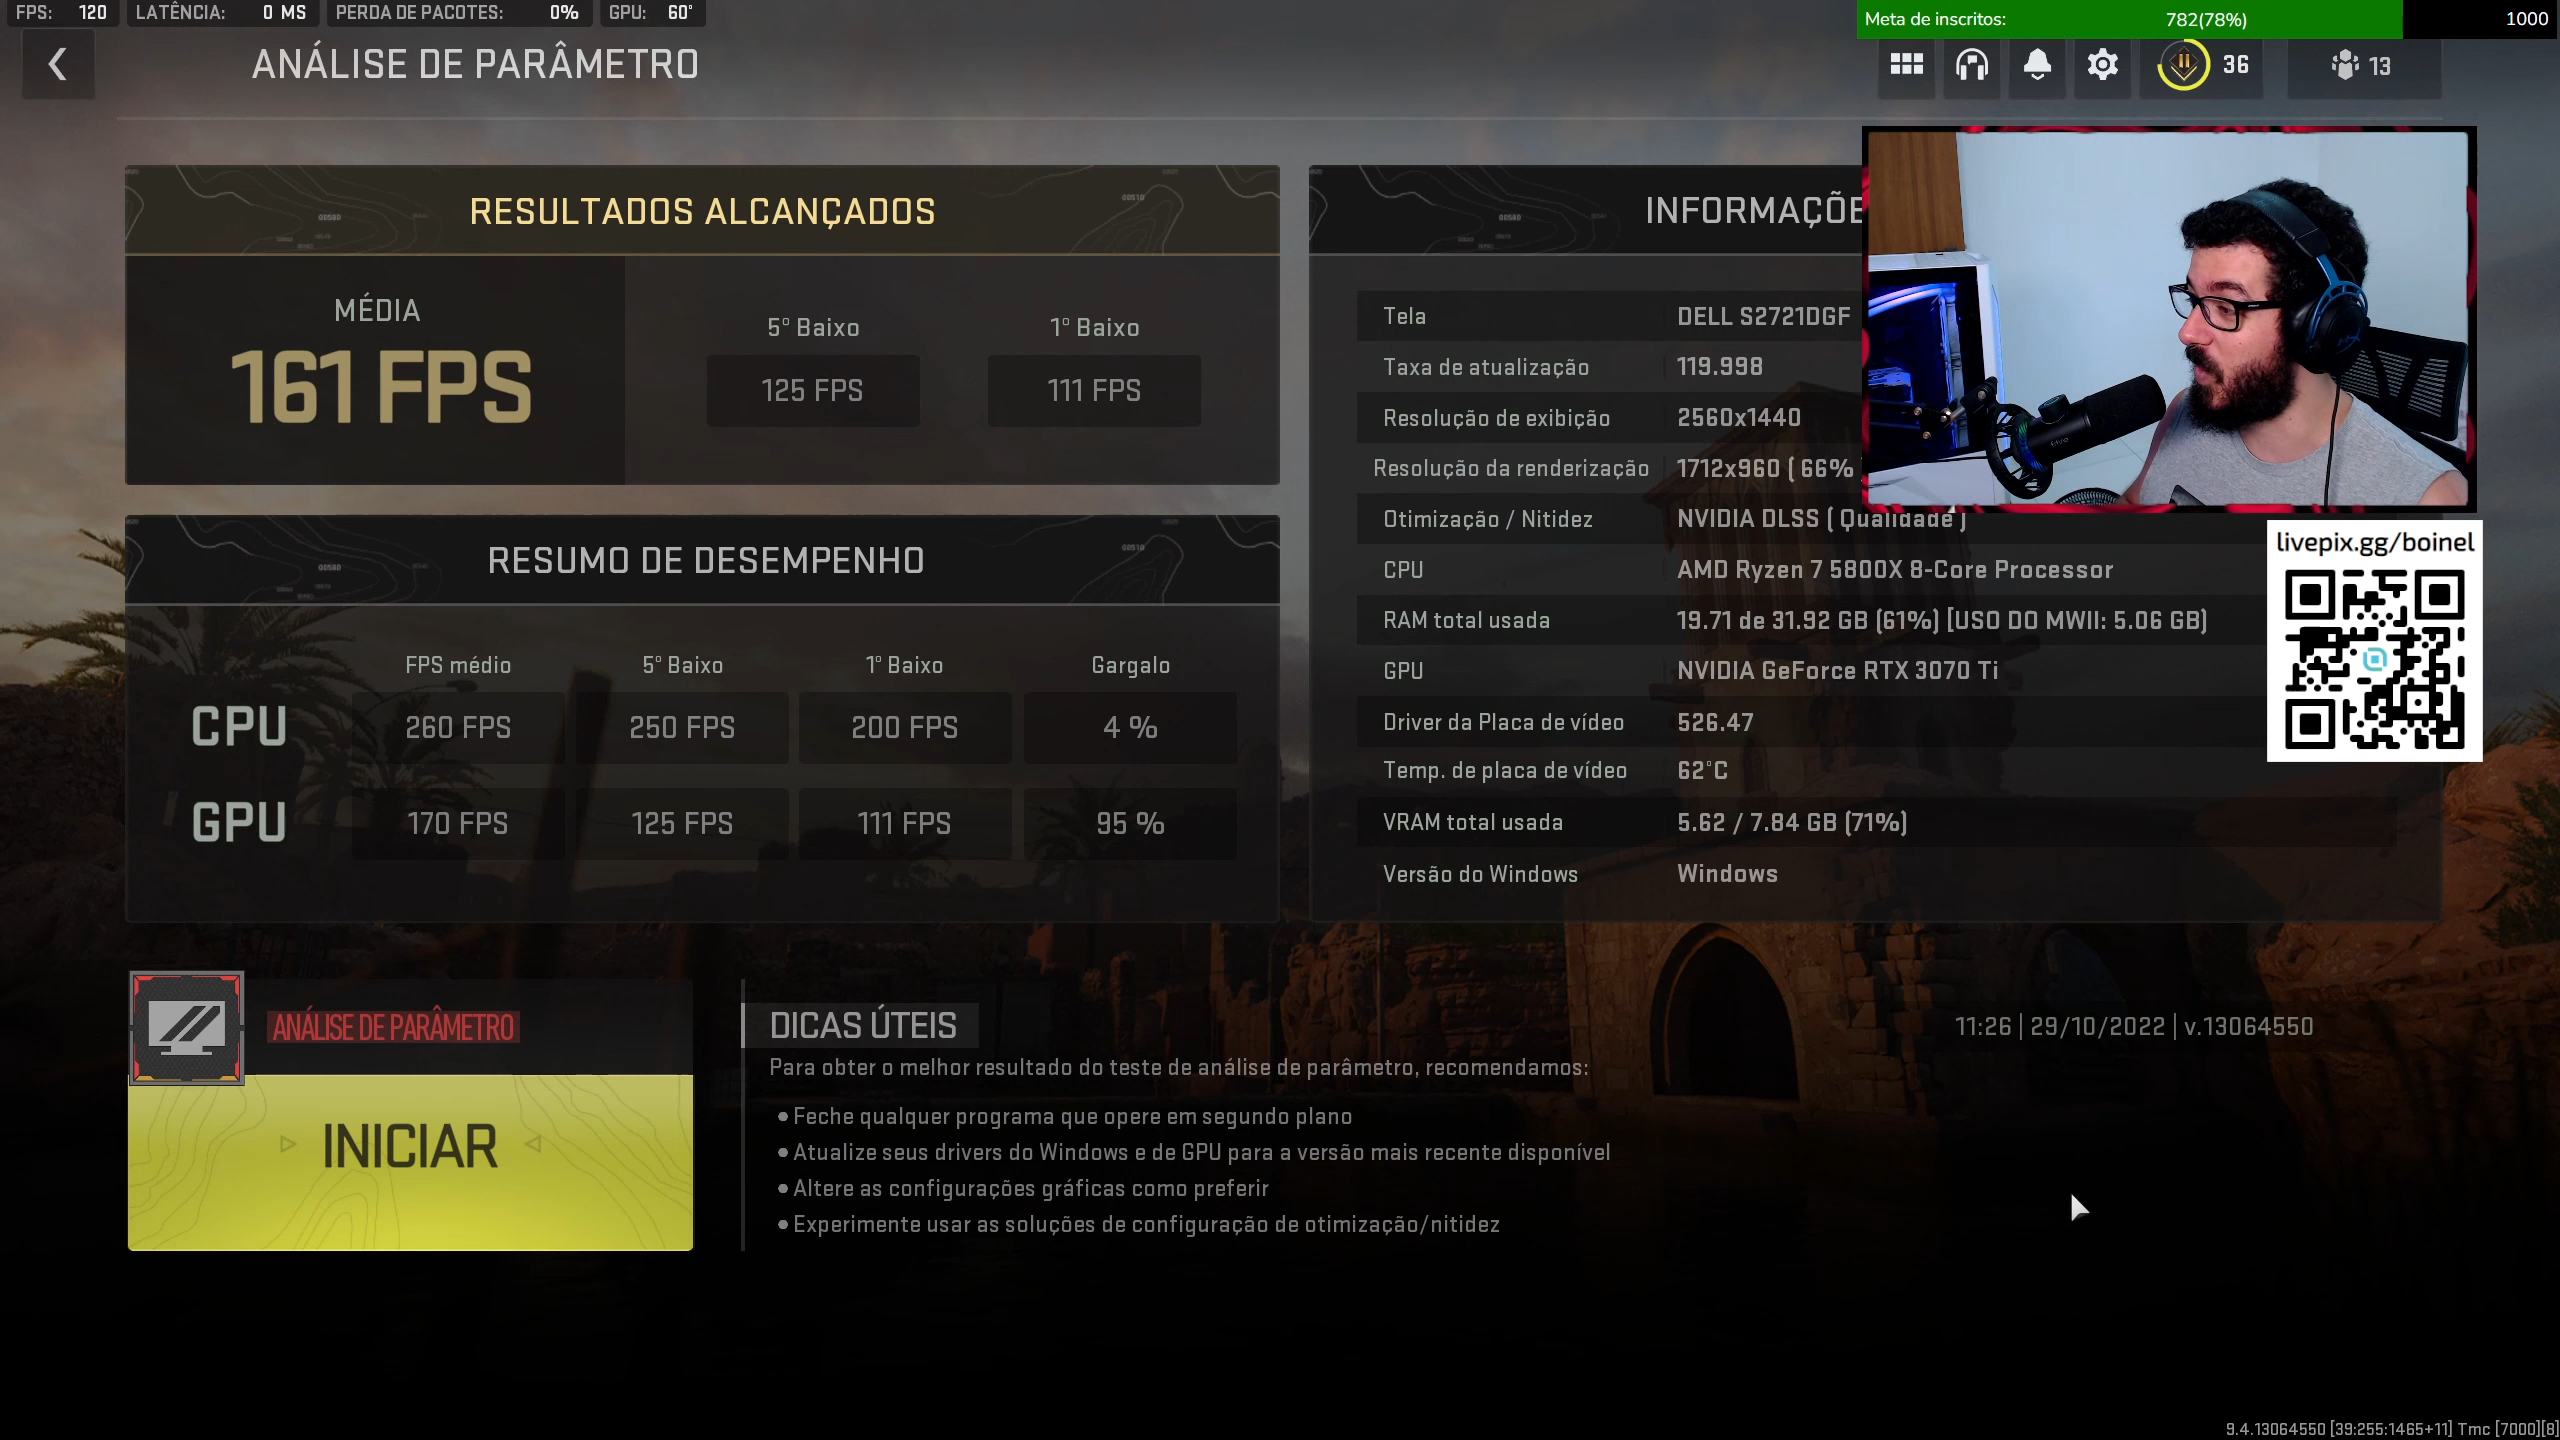 FPS: 120 LATÊNCIA: 0 MS PERDA DE PACOTES: 0% GPU: 60°
Meta de inscritos: 782(78%) 1000
ANÁLISE DE PARÂMETRO
36
13
RESULTADOS ALCANÇADOS
MÉDIA
161 FPS
5º Baixo 1º Baixo
125 FPS 111 FPS
RESUMO DE DESEMPENHO
FPS médio 5º Baixo 1º Baixo Gargalo
CPU 260 FPS 250 FPS 200 FPS 4 %
GPU 170 FPS 125 FPS 111 FPS 95 %
Tela DELL S2721DGF
Taxa de atualização 119.998
Resolução de exibição 2560x1440
Resolução da renderização 1712x960 ( 66%
Otimização / Nitidez NVIDIA DLSS ( Qualidade )
CPU AMD Ryzen 7 5800X 8-Core Processor
RAM total usada 19.71 de 31.92 GB (61%) [USO DO MWII: 5.06 GB]
GPU NVIDIA GeForce RTX 3070 Ti
Driver da Placa de vídeo 526.47
Temp. de placa de vídeo 62°C
VRAM total usada 5.62 / 7.84 GB (71%)
Versão do Windows Windows
livepix.gg/boinel
ANÁLISE DE PARÂMETRO
INICIAR
DICAS ÚTEIS
Para obter o melhor resultado do teste de análise de parâmetro, recomendamos:
• Feche qualquer programa que opere em segundo plano
• Atualize seus drivers do Windows e de GPU para a versão mais recente disponível
• Altere as configurações gráficas como preferir
• Experimente usar as soluções de configuração de otimização/nitidez
11:26 | 29/10/2022 | v.13064550
9.4.13064550 [39:255:1465+11] Tmc [7000][8]